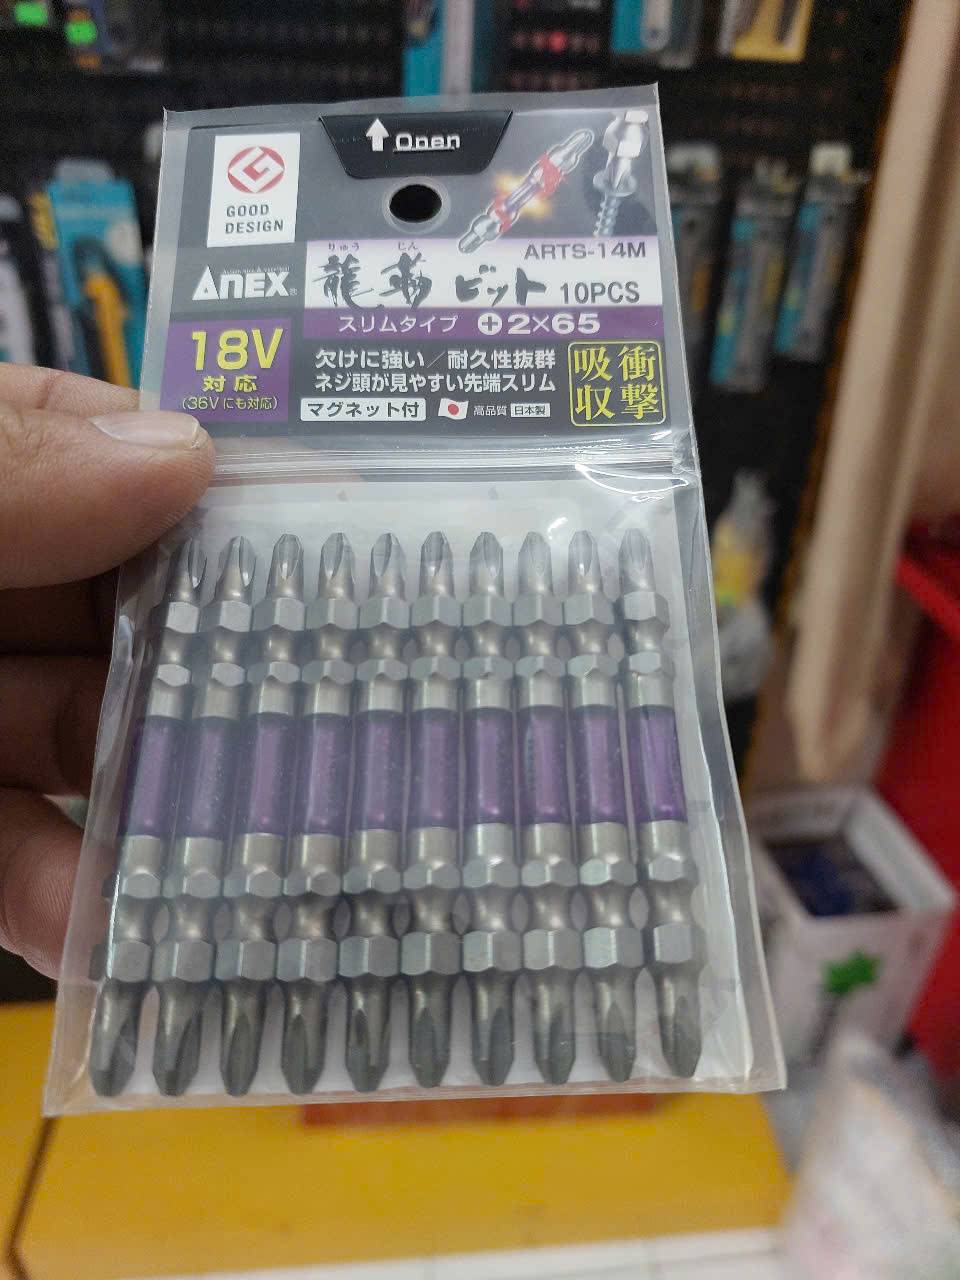 Open
GOOD
DESIGN
ARTS-14M
りゅう じん
ANEX®
龍靭ビット 10PCS
スリムタイプ ⊕2×65
18V
対応
(36Vにも対応)
欠けに強い/耐久性抜群
ネジ頭が見やすい先端スリム
マグネット付 高品質 日本製
衝撃
吸収